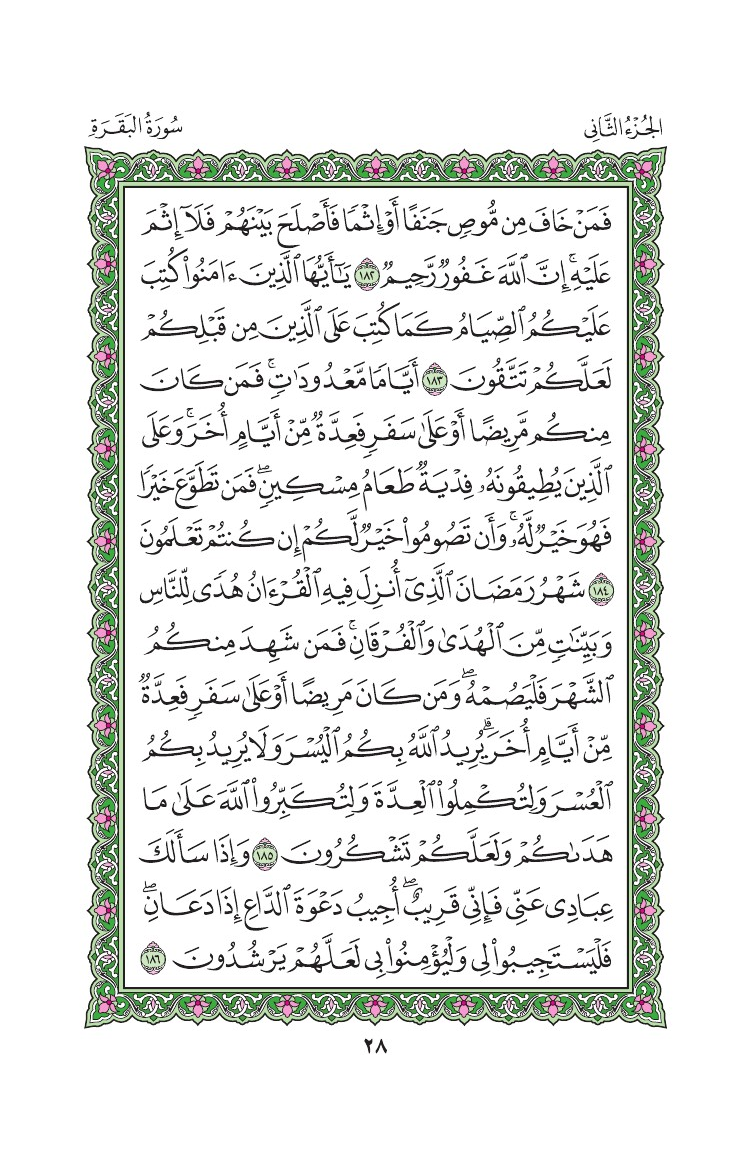 الجُزْءُ الثَّانِي
سُورَةُ البَقَرَةِ
فَمَنْ خَافَ مِن مُّوصٍ جَنَفًا أَوْ إِثْمًا فَأَصْلَحَ بَيْنَهُمْ فَلَآ إِثْمَ
عَلَيْهِۚ إِنَّ ٱللَّهَ غَفُورٌ رَّحِيمٌ ١٨٢ يَٰٓأَيُّهَا ٱلَّذِينَ ءَامَنُوا۟ كُتِبَ
عَلَيْكُمُ ٱلصِّيَامُ كَمَا كُتِبَ عَلَى ٱلَّذِينَ مِن قَبْلِكُمْ
لَعَلَّكُمْ تَتَّقُونَ ١٨٣ أَيَّامًا مَّعْدُودَٰتٍۚ فَمَن كَانَ
مِنكُم مَّرِيضًا أَوْ عَلَىٰ سَفَرٍ فَعِدَّةٌ مِّنْ أَيَّامٍ أُخَرَۚ وَعَلَى
ٱلَّذِينَ يُطِيقُونَهُۥ فِدْيَةٌ طَعَامُ مِسْكِينٍۖ فَمَن تَطَوَّعَ خَيْرًا
فَهُوَ خَيْرٌ لَّهُۥۚ وَأَن تَصُومُوا۟ خَيْرٌ لَّكُمْ إِن كُنتُمْ تَعْلَمُونَ
١٨٤ شَهْرُ رَمَضَانَ ٱلَّذِىٓ أُنزِلَ فِيهِ ٱلْقُرْءَانُ هُدًى لِّلنَّاسِ
وَبَيِّنَٰتٍ مِّنَ ٱلْهُدَىٰ وَٱلْفُرْقَانِۚ فَمَن شَهِدَ مِنكُمُ
ٱلشَّهْرَ فَلْيَصُمْهُۖ وَمَن كَانَ مَرِيضًا أَوْ عَلَىٰ سَفَرٍ فَعِدَّةٌ
مِّنْ أَيَّامٍ أُخَرَۗ يُرِيدُ ٱللَّهُ بِكُمُ ٱلْيُسْرَ وَلَا يُرِيدُ بِكُمُ
ٱلْعُسْرَ وَلِتُكْمِلُوا۟ ٱلْعِدَّةَ وَلِتُكَبِّرُوا۟ ٱللَّهَ عَلَىٰ مَا
هَدَىٰكُمْ وَلَعَلَّكُمْ تَشْكُرُونَ ١٨٥ وَإِذَا سَأَلَكَ
عِبَادِى عَنِّى فَإِنِّى قَرِيبٌۖ أُجِيبُ دَعْوَةَ ٱلدَّاعِ إِذَا دَعَانِۖ
فَلْيَسْتَجِيبُوا۟ لِى وَلْيُؤْمِنُوا۟ بِى لَعَلَّهُمْ يَرْشُدُونَ ١٨٦
٢٨